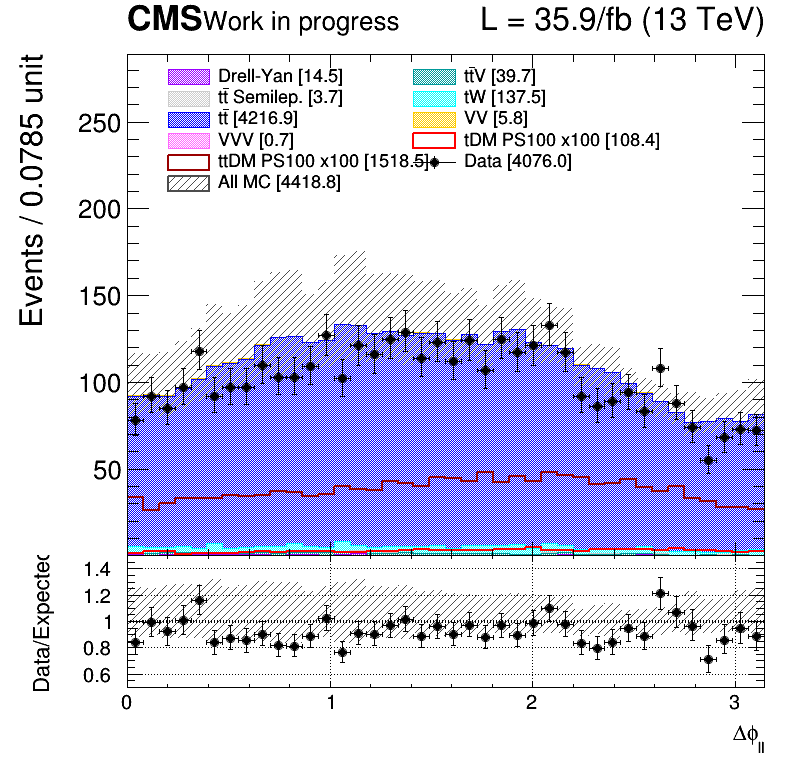 CMS Work in progress L = 35.9/fb (13 TeV)
Events / 0.0785 unit
Drell-Yan [14.5] tt̄V [39.7]
tt̄ Semilep. [3.7] tW [137.5]
tt̄ [4216.9] VV [5.8]
VVV [0.7] tDM PS100 x100 [108.4]
ttDM PS100 x100 [1518.5] Data [4076.0]
All MC [4418.8]
250
200
150
100
50
Data/Expected
1.4
1.2
1
0.8
0.6
0 1 2 3
Δϕll